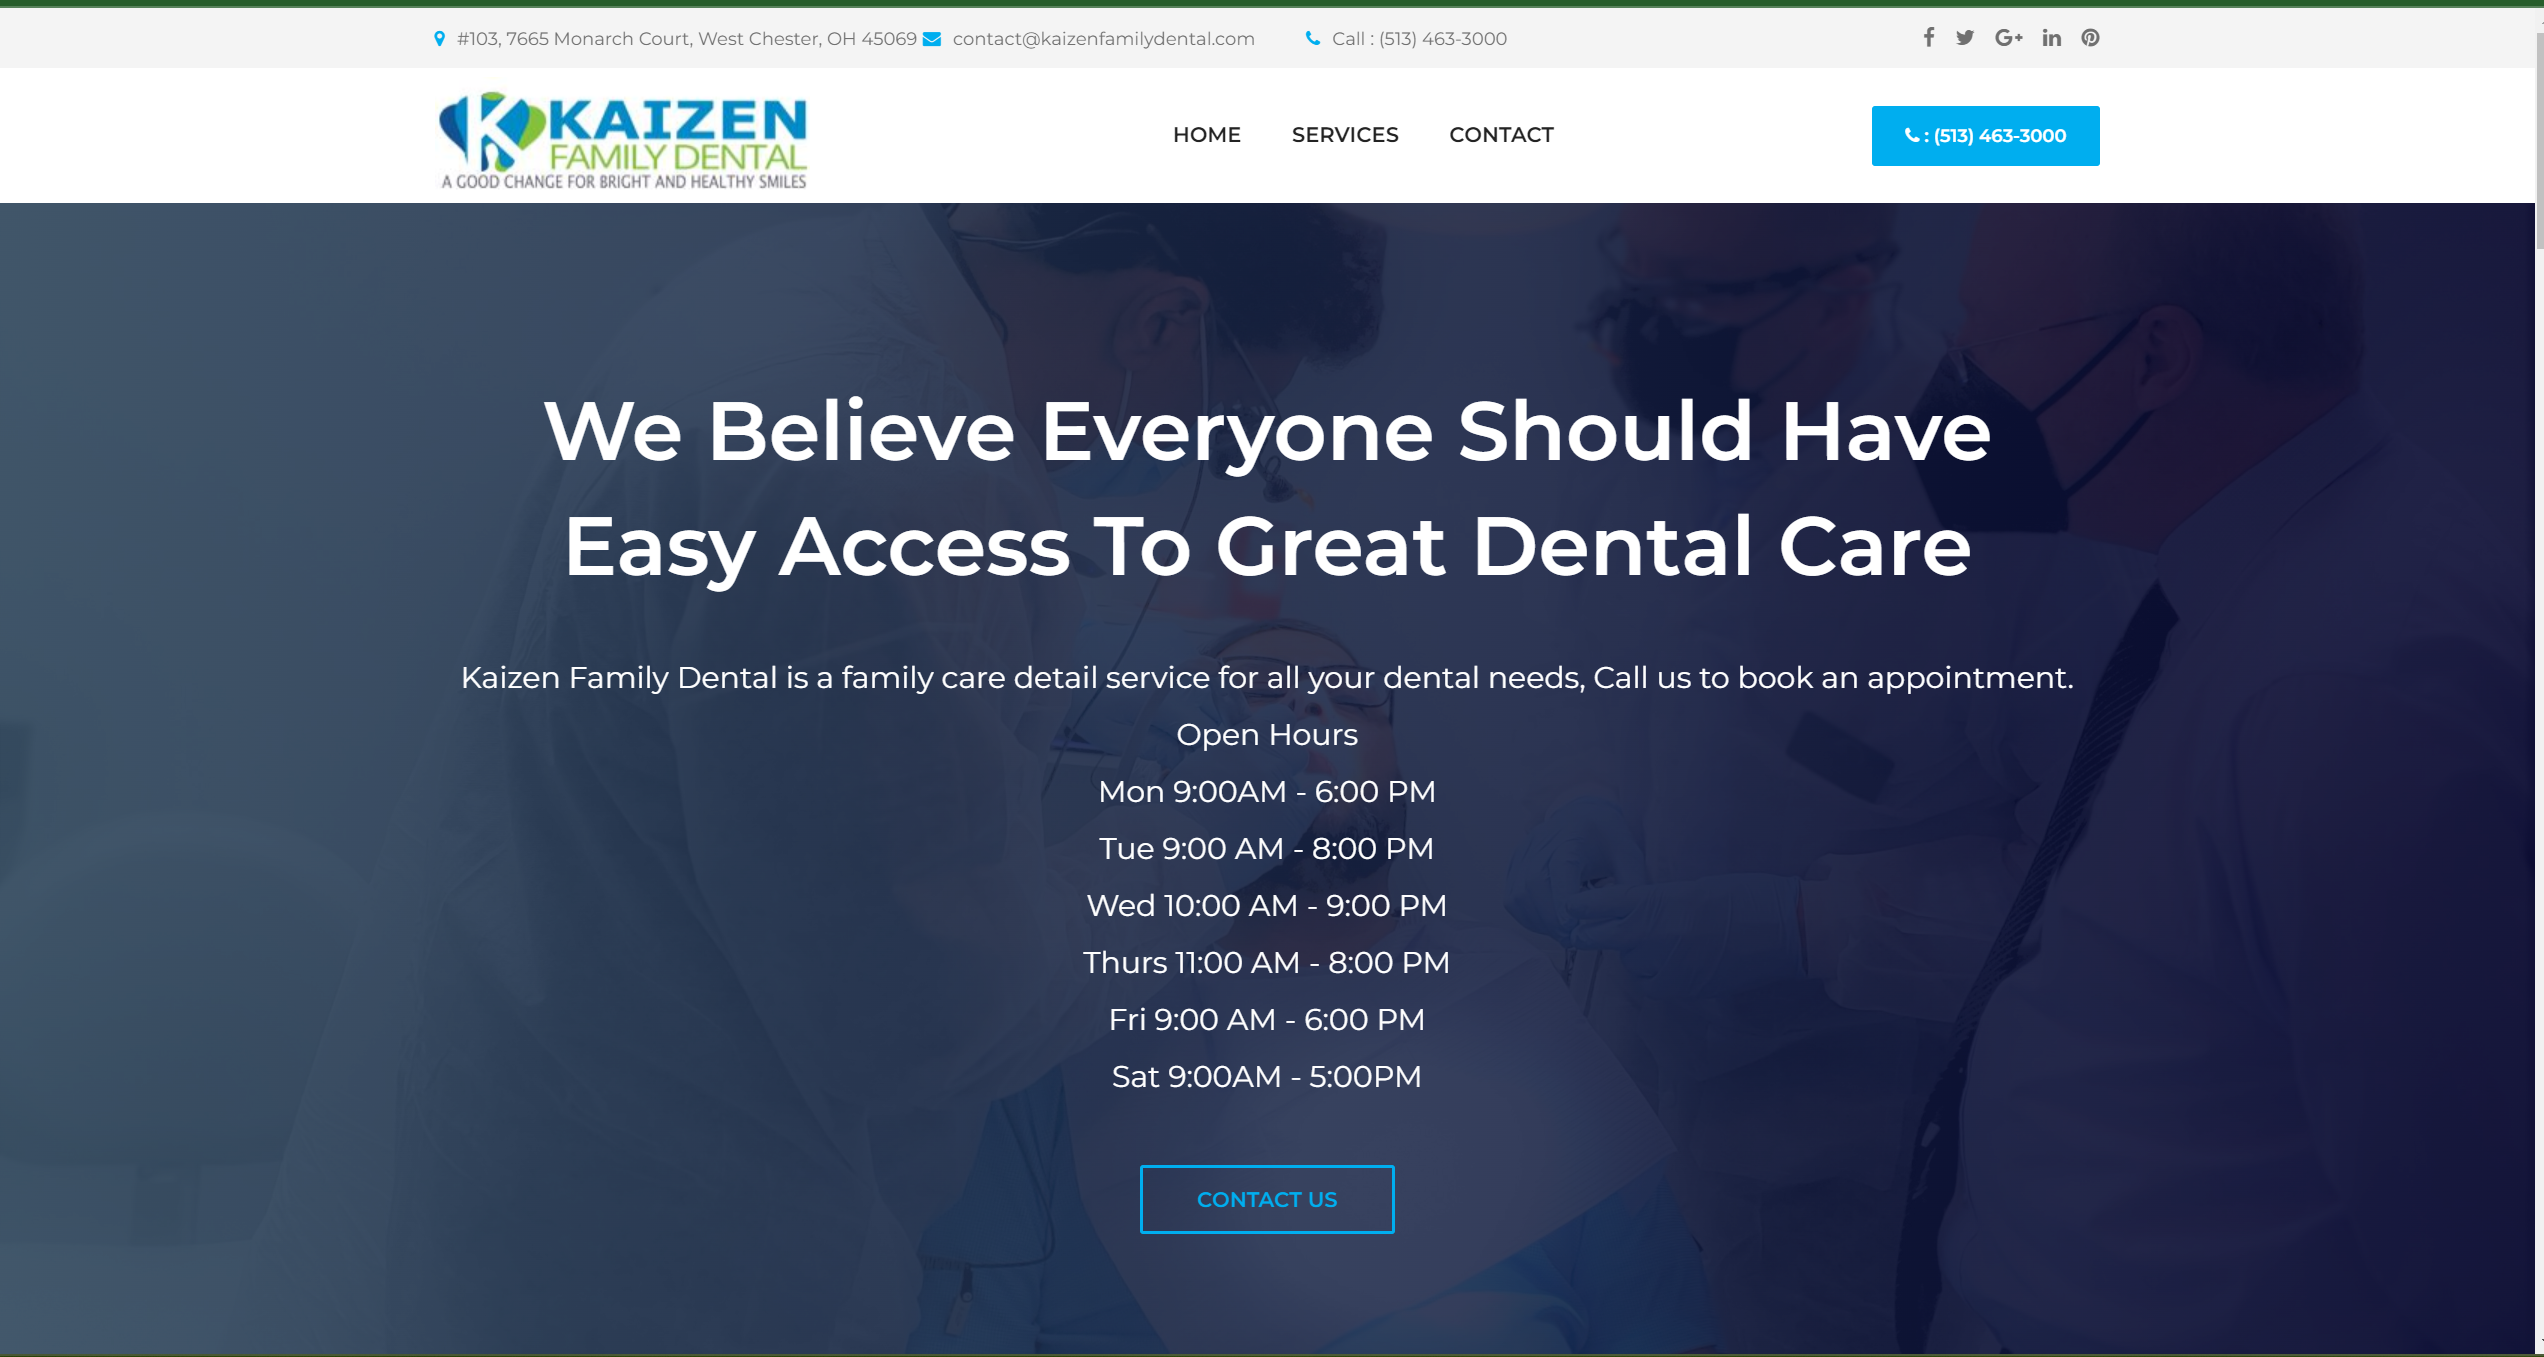 #103, 7665 Monarch Court, West Chester, OH 45069 contact@kaizenfamilydental.com Call : (513) 463-3000
KAIZEN
FAMILY DENTAL
A GOOD CHANGE FOR BRIGHT AND HEALTHY SMILES
HOME SERVICES CONTACT
: (513) 463-3000
We Believe Everyone Should Have
Easy Access To Great Dental Care
Kaizen Family Dental is a family care detail service for all your dental needs, Call us to book an appointment.
Open Hours
Mon 9:00AM - 6:00 PM
Tue 9:00 AM - 8:00 PM
Wed 10:00 AM - 9:00 PM
Thurs 11:00 AM - 8:00 PM
Fri 9:00 AM - 6:00 PM
Sat 9:00AM - 5:00PM
CONTACT US